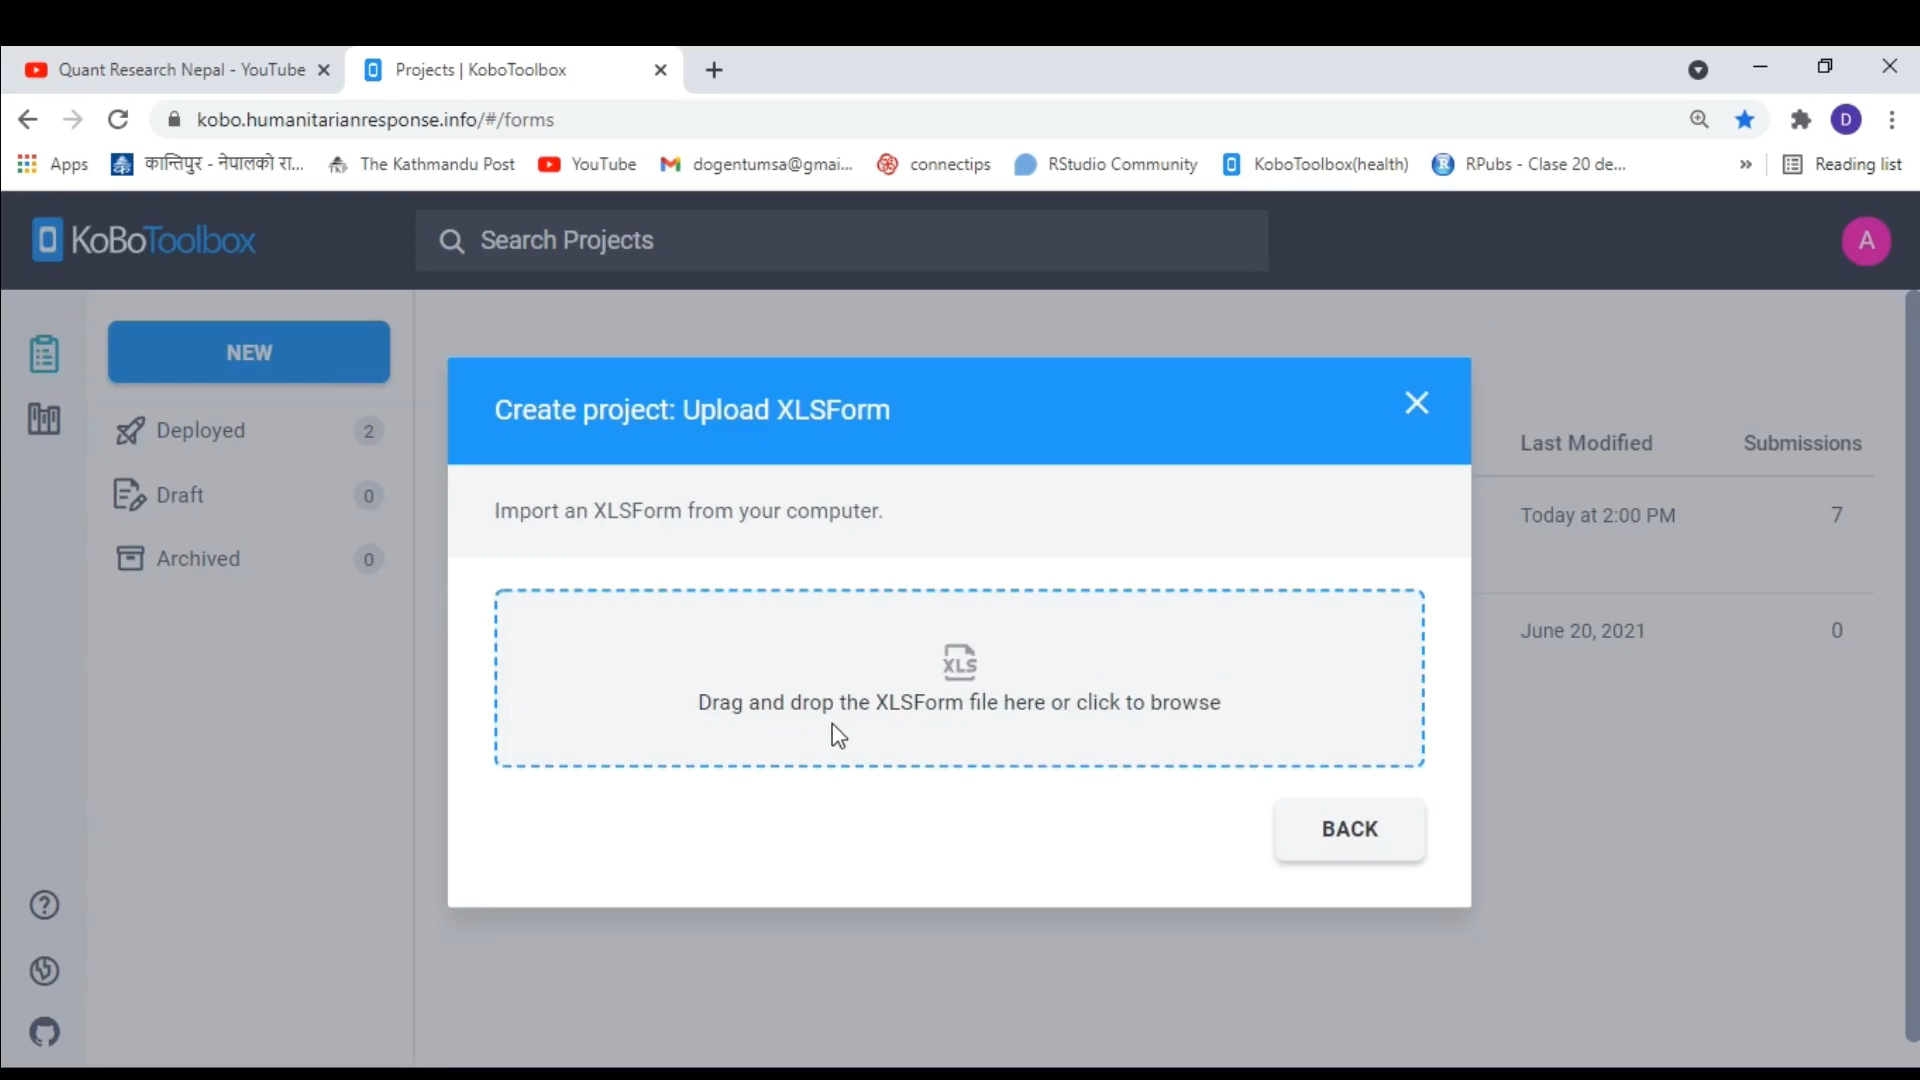 Quant Research Nepal - YouTube
Projects | KoboToolbox
kobo.humanitarianresponse.info/#/forms
D
Apps
कान्तिपुर - नेपालको रा...
The Kathmandu Post
YouTube
dogentumsa@gmai...
connectips
RStudio Community
KoboToolbox(health)
RPubs - Clase 20 de...
»
Reading list
KoBoToolbox
Search Projects
A
NEW
Deployed 2
Draft 0
Archived 0
Create project: Upload XLSForm
Import an XLSForm from your computer.
XLS
Drag and drop the XLSForm file here or click to browse
BACK
Last Modified Submissions
Today at 2:00 PM 7
June 20, 2021 0